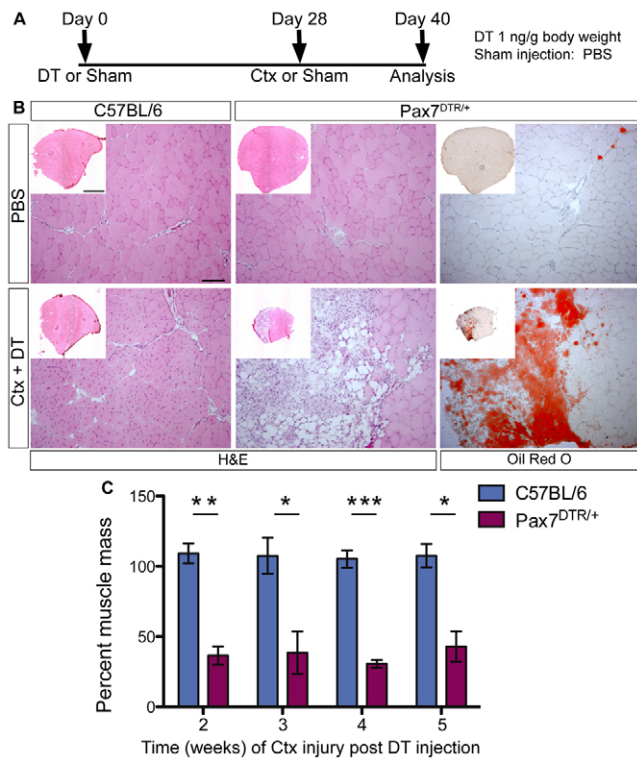 A
Day 0
Day 28
Day 40
DT or Sham
Ctx or Sham
Analysis
DT 1 ng/g body weight
Sham injection: PBS
B
C57BL/6
Pax7DTR/+
PBS
Ctx + DT
H&E
Oil Red O
C
C57BL/6
Pax7DTR/+
** * *** *
Percent muscle mass
150
100
50
0
2 3 4 5
Time (weeks) of Ctx injury post DT injection